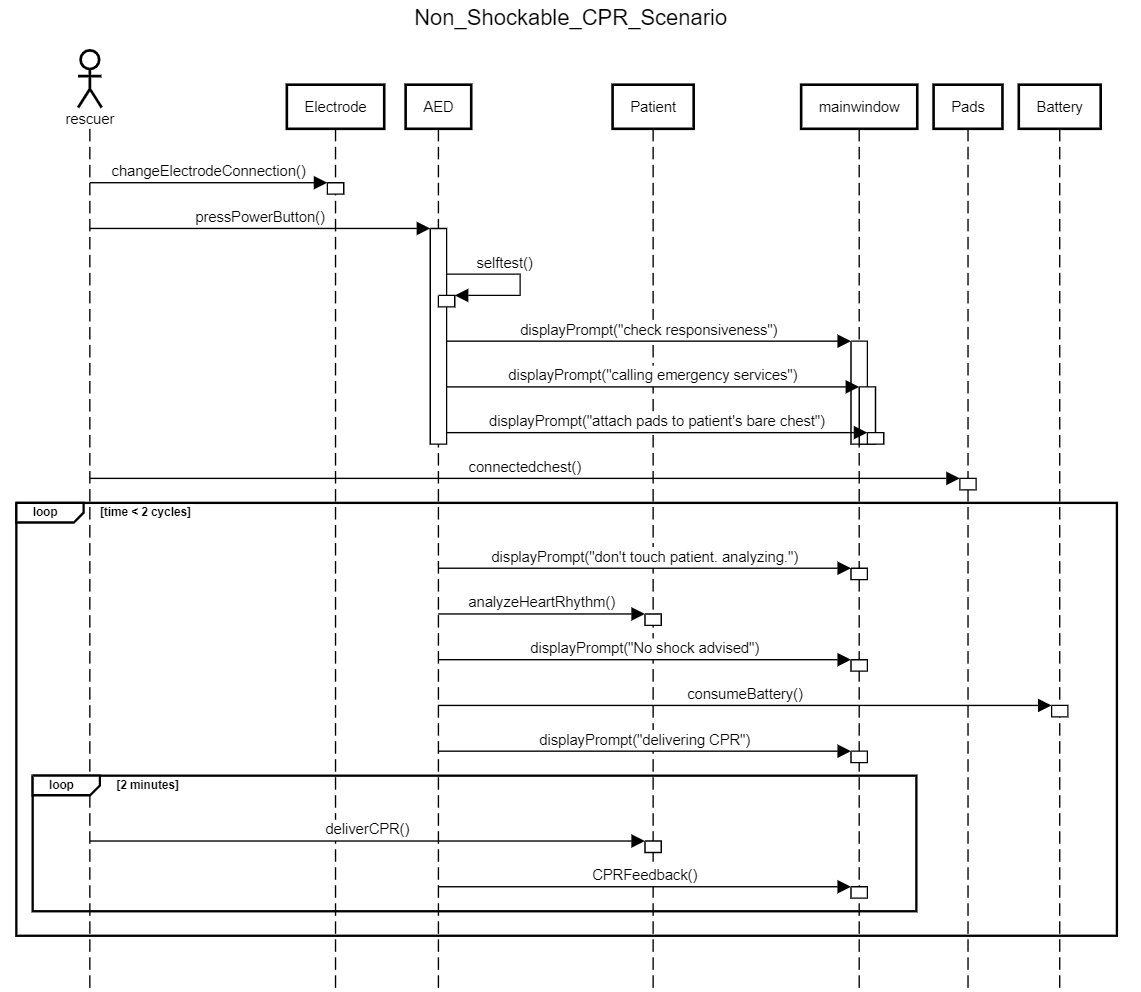 Non_Shockable_CPR_Scenario
rescuer
Electrode
AED
Patient
mainwindow
Pads
Battery
changeElectrodeConnection()
pressPowerButton()
selftest()
displayPrompt("check responsiveness")
displayPrompt("calling emergency services")
displayPrompt("attach pads to patient's bare chest")
connectedchest()
loop [time < 2 cycles]
displayPrompt("don't touch patient. analyzing.")
analyzeHeartRhythm()
displayPrompt("No shock advised")
consumeBattery()
displayPrompt("delivering CPR")
loop [2 minutes]
deliverCPR()
CPRFeedback()